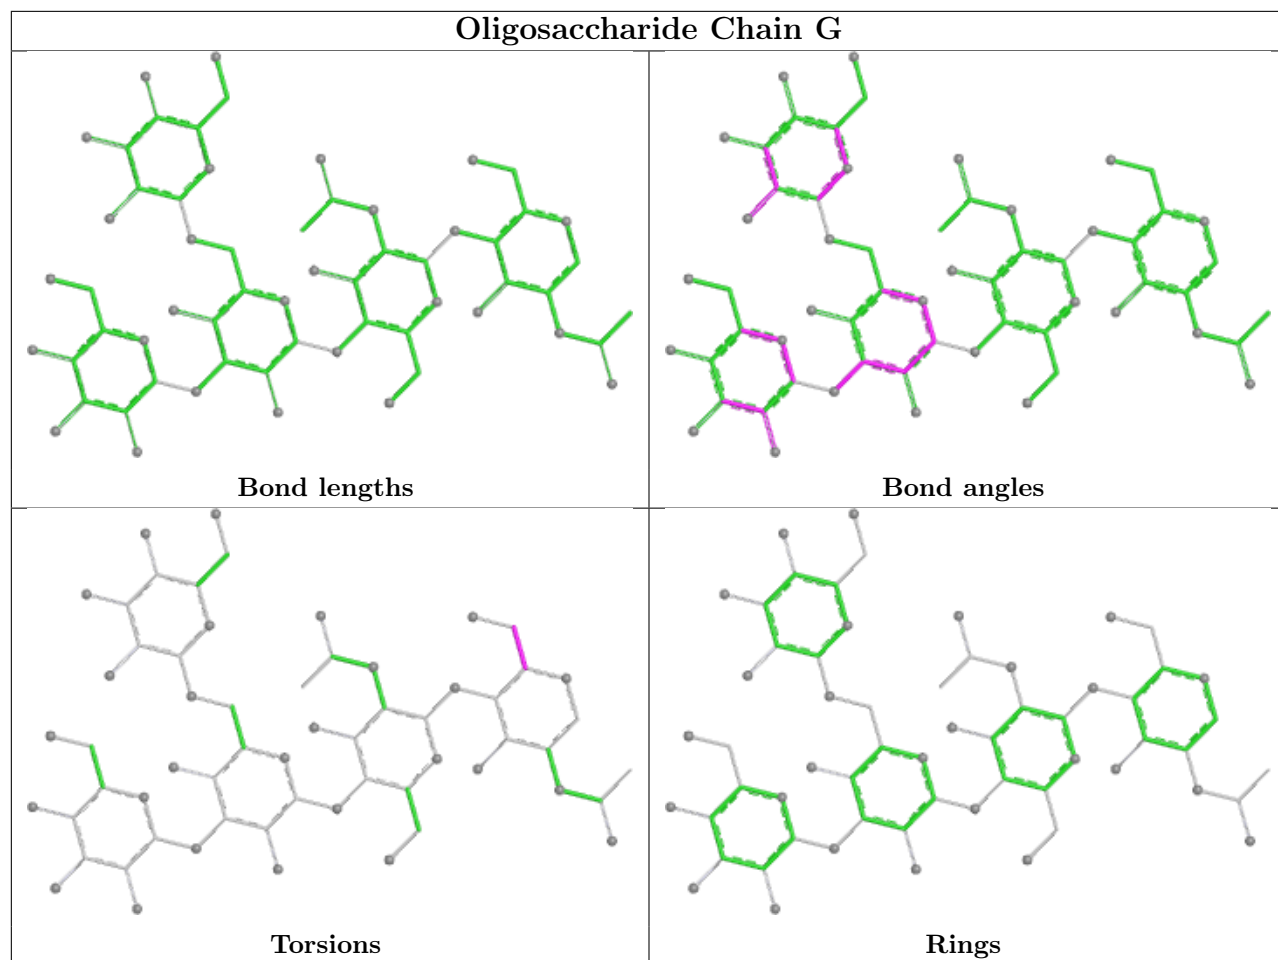 Oligosaccharide Chain G
Bond lengths
Bond angles
Torsions
Rings